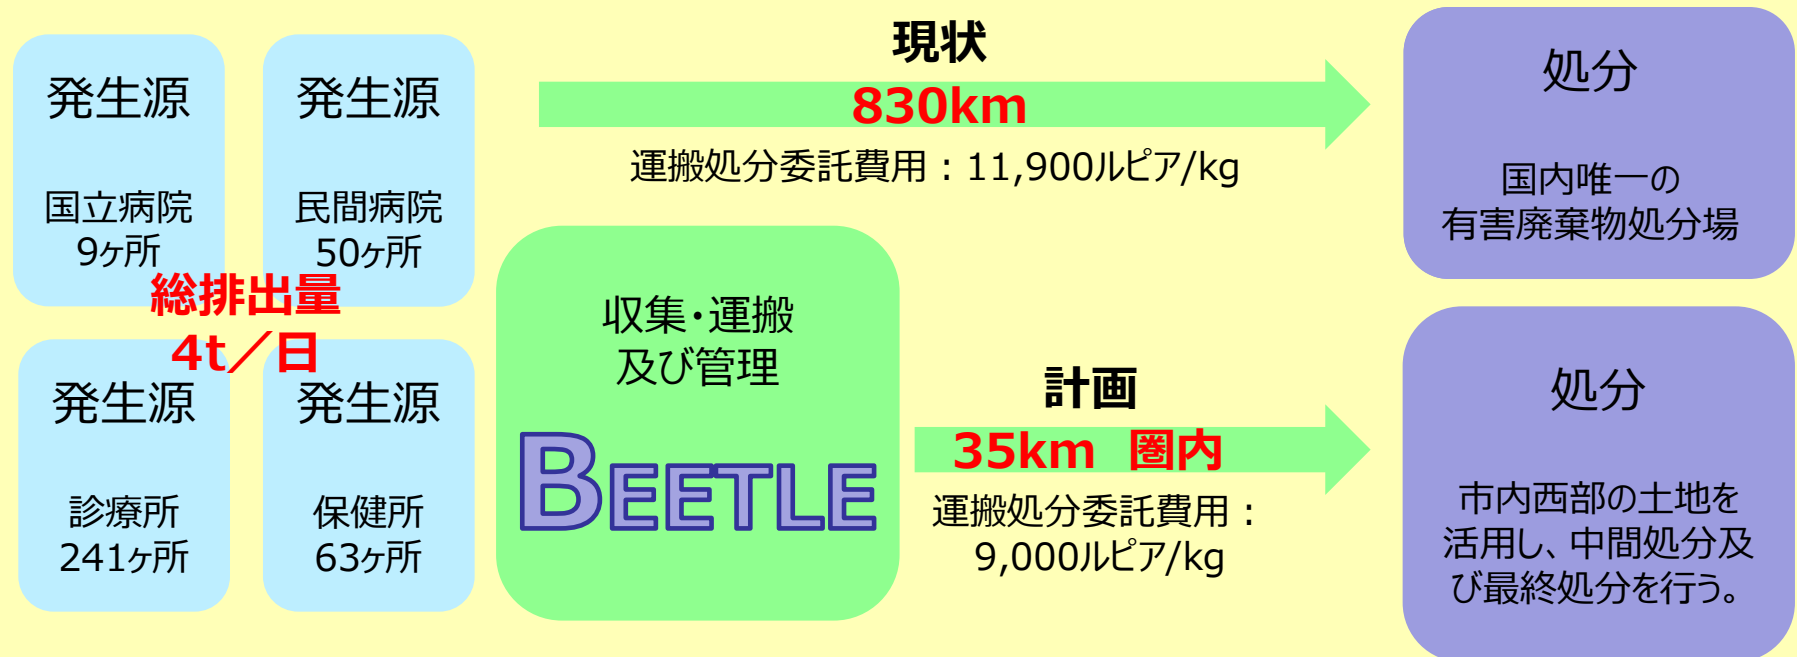 発生源
国立病院
9ヶ所
発生源
民間病院
50ヶ所
総排出量
4t／日
発生源
診療所
241ヶ所
発生源
保健所
63ヶ所
現状
830km
運搬処分委託費用：11,900ルピア/kg
処分
国内唯一の
有害廃棄物処分場
収集・運搬
及び管理
BEETLE
計画
35km 圏内
運搬処分委託費用：
9,000ルピア/kg
処分
市内西部の土地を
活用し、中間処分及
び最終処分を行う。